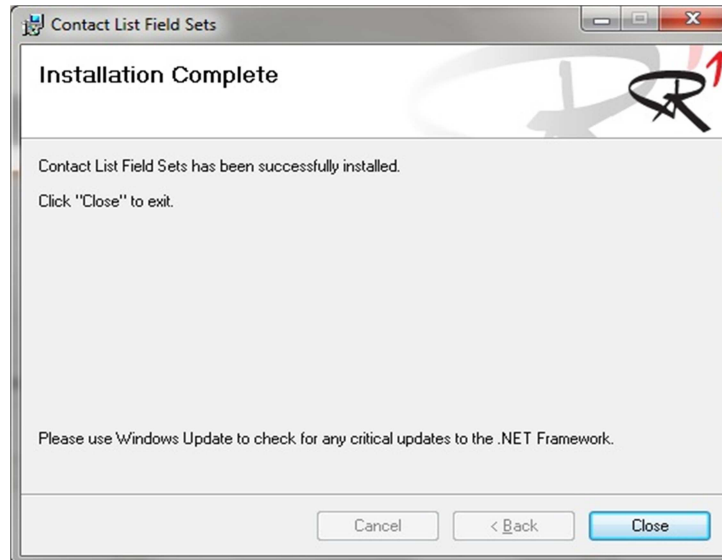 Contact List Field Sets
Installation Complete
Contact List Field Sets has been successfully installed.
Click "Close" to exit.
Please use Windows Update to check for any critical updates to the .NET Framework.
Cancel
< Back
Close